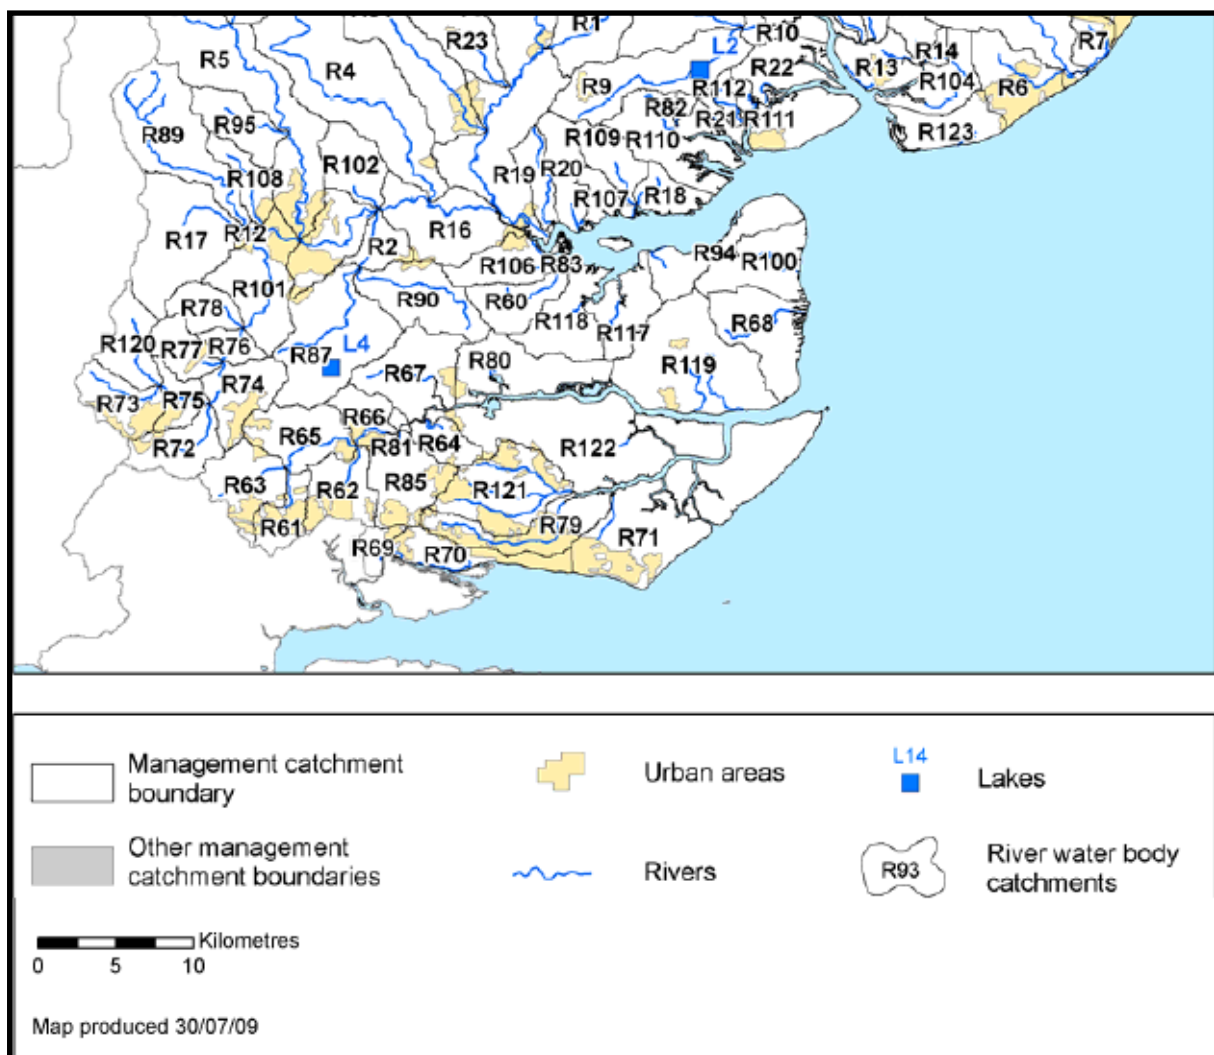 R1
R10
R23
R14
R7
R5
L2
R13
R4
R22
R104
R6
R9
R112
R82
R95
R21
R111
R89
R109
R110
R123
R102
R108
R19
R20
R107
R18
R17
R12
R16
R2
R94
R100
R106
R83
R101
R90
R60
R78
R118
R68
R117
R120
R77
R76
L4
R87
R80
R119
R67
R74
R73
R75
R66
R72
R65
R81
R64
R122
R63
R62
R85
R121
R61
R79
R71
R69
R70
Management catchment
boundary
Urban areas
L14
Lakes
Other management
catchment boundaries
Rivers
R93
River water body
catchments
Kilometres
0 5 10
Map produced 30/07/09